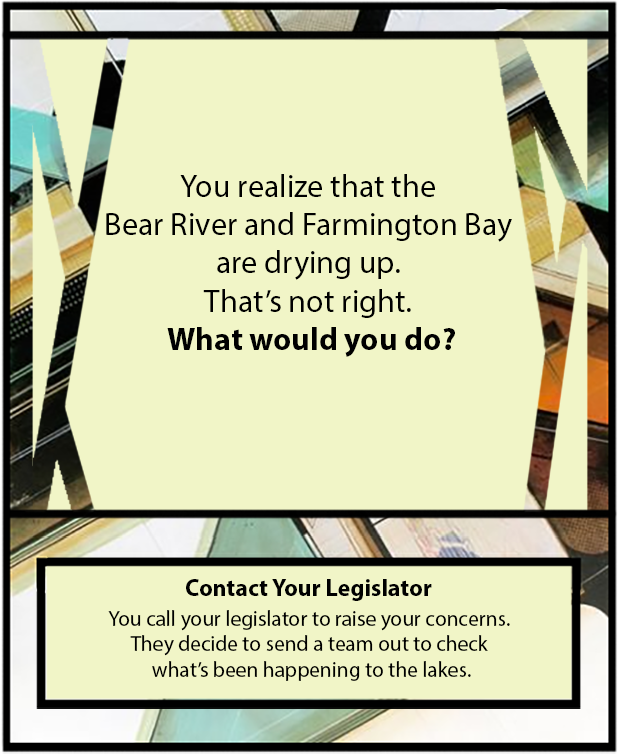 You realize that the
Bear River and Farmington Bay
are drying up.
That's not right.
What would you do?
Contact Your Legislator
You call your legislator to raise your concerns.
They decide to send a team out to check
what's been happening to the lakes.